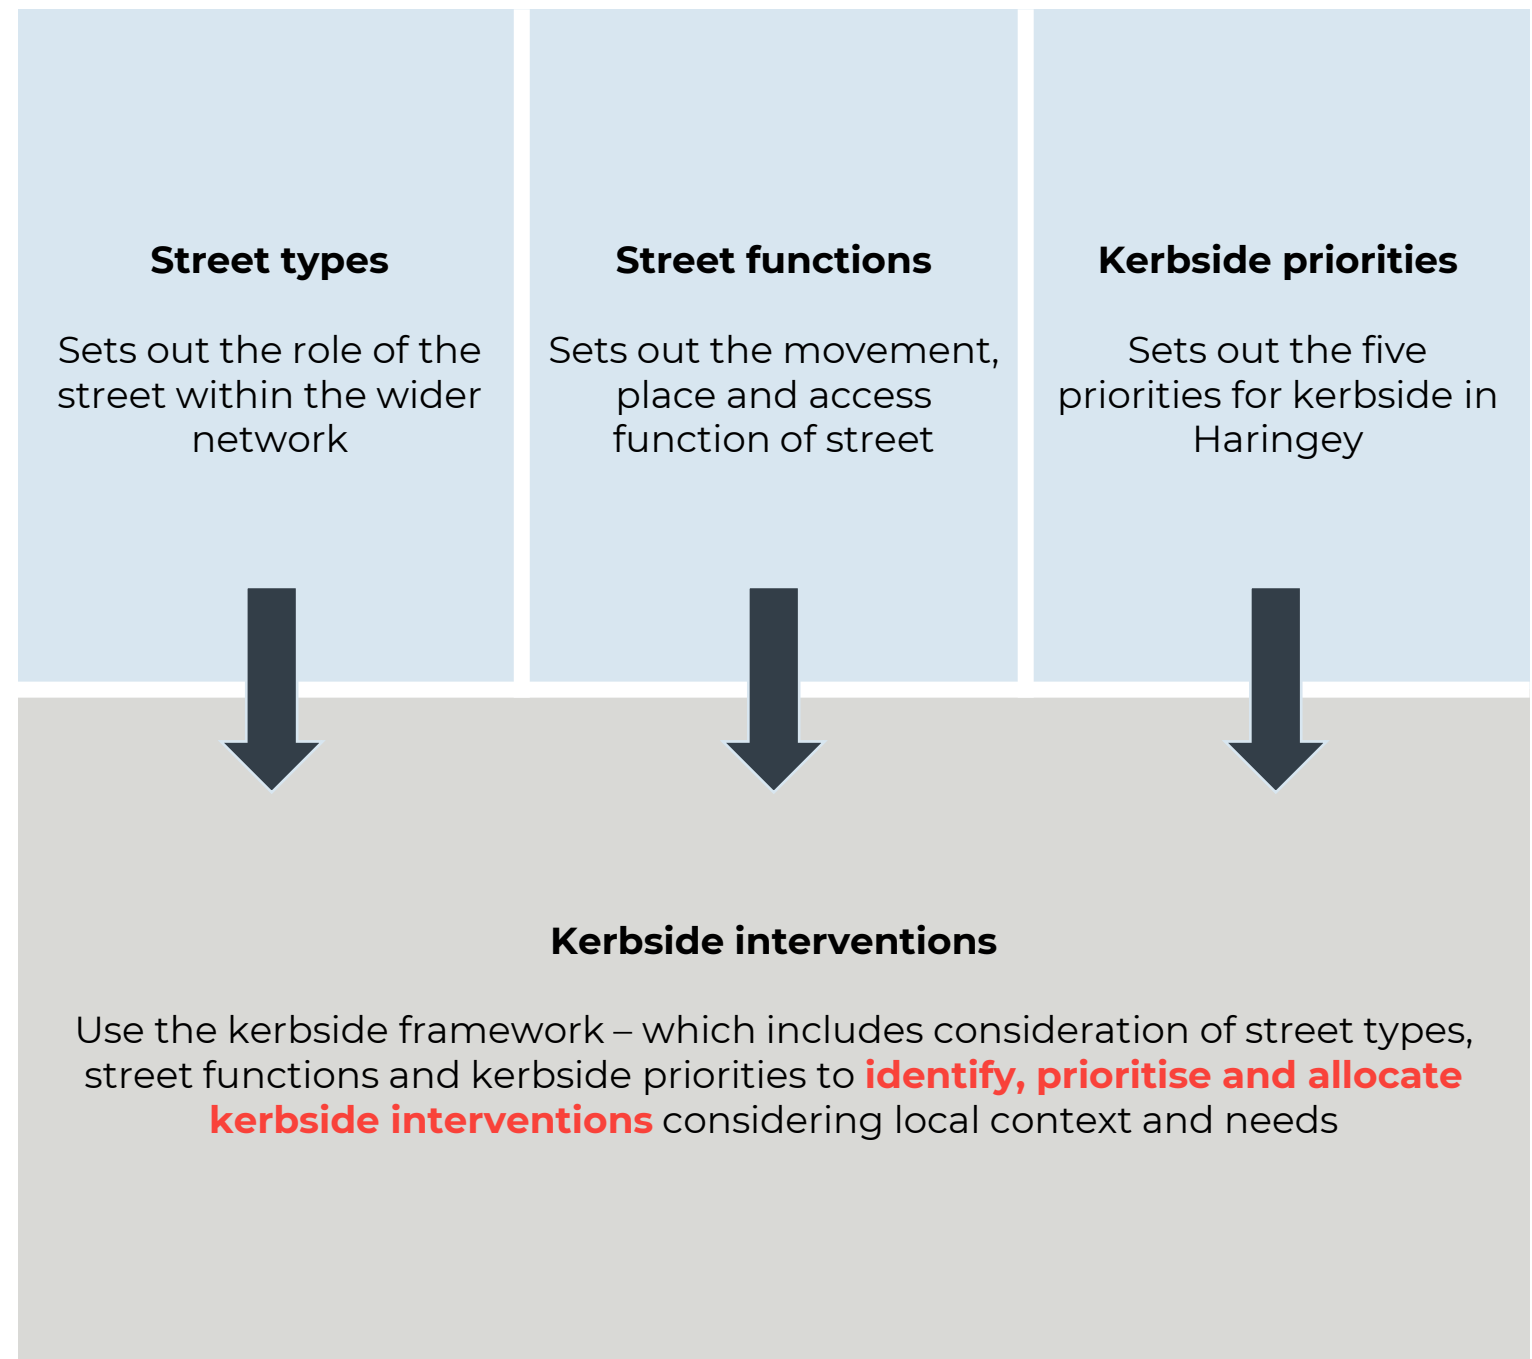 Street types
Sets out the role of the
street within the wider
network
Street functions
Sets out the movement,
place and access
function of street
Kerbside priorities
Sets out the five
priorities for kerbside in
Haringey
Kerbside interventions
Use the kerbside framework – which includes consideration of street types,
street functions and kerbside priorities to identify, prioritise and allocate
kerbside interventions considering local context and needs